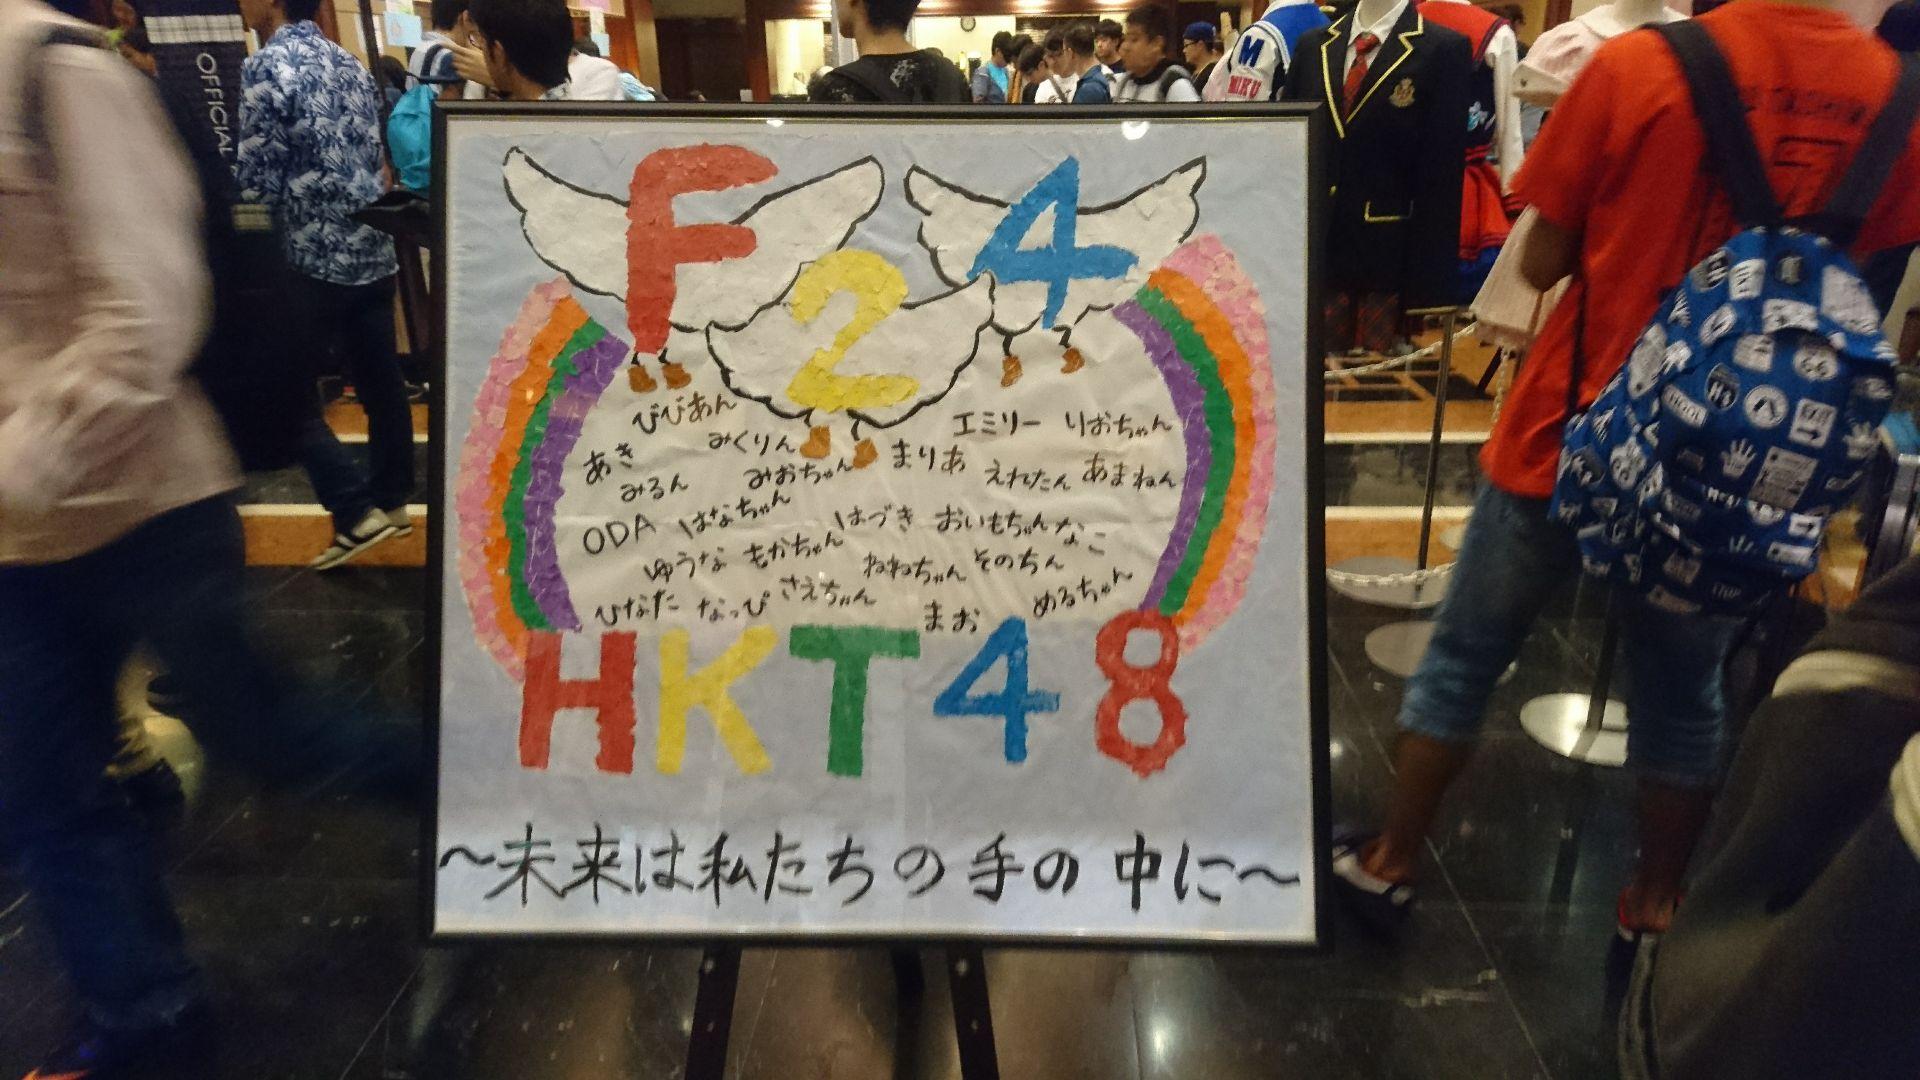 OFFICIAL
M
MIKU
F24
びびあん
エミリー りおちゃん
あき みくりん まりあ
みるん みおちゃん えれたん あまねん
ODA はなちゃん はづき おいもちゃん なこ
ゆうな もかちゃん ねねちゃん そのちん
ひなた なっぴ さえちゃん まお めるちゃん
HKT48
～未来は私たちの手の中に～
EXIT
66